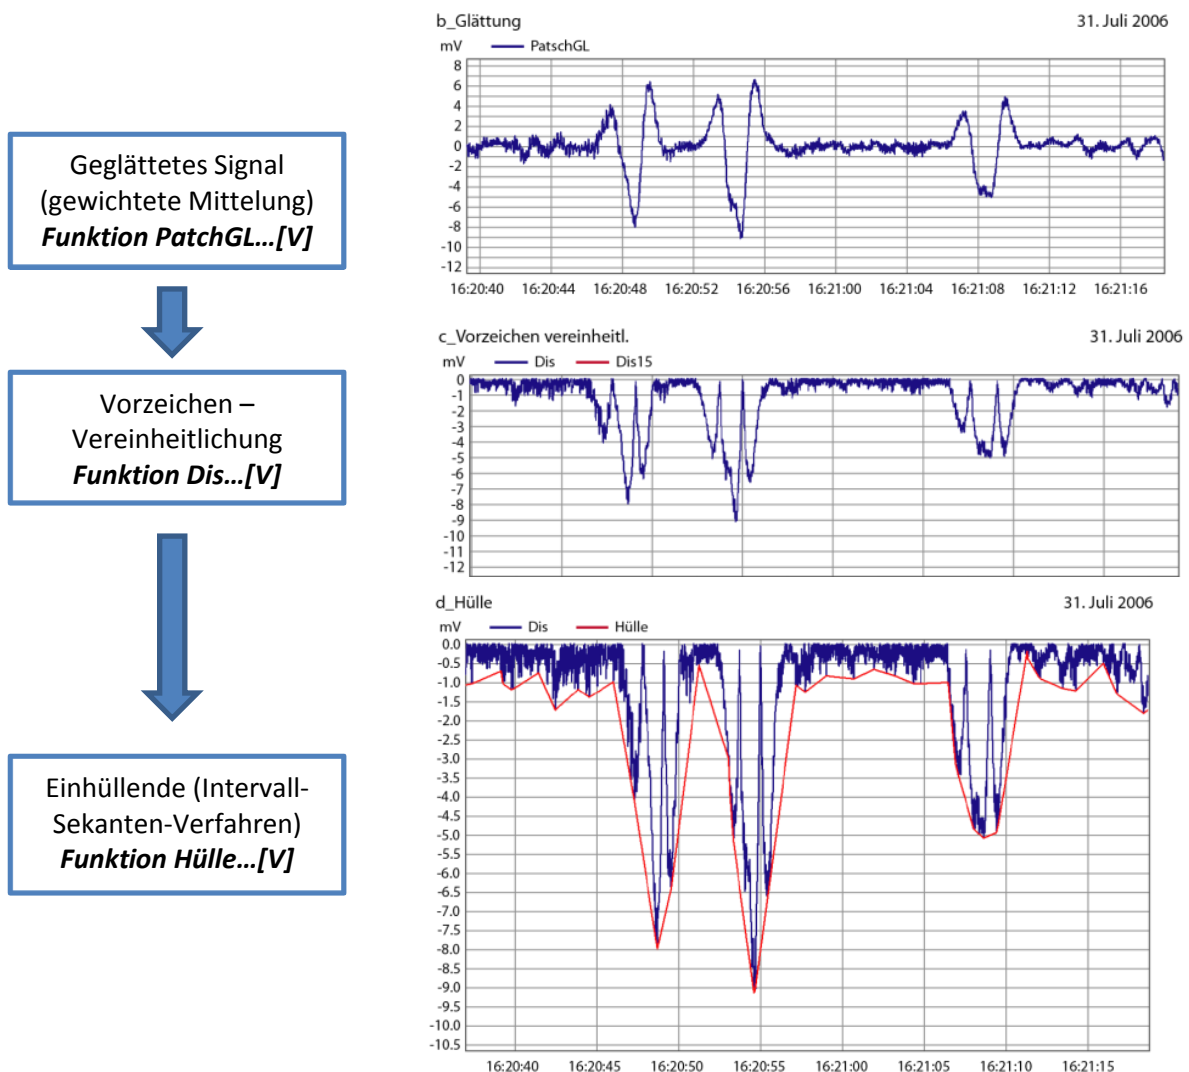 Geglättetes Signal
(gewichtete Mittelung)
Funktion PatchGL...[V]
Vorzeichen –
Vereinheitlichung
Funktion Dis...[V]
Einhüllende (Intervall-
Sekanten-Verfahren)
Funktion Hülle...[V]
b_Glättung 31. Juli 2006
mV PatschGL
8
6
4
2
0
-2
-4
-6
-8
-10
-12
16:20:40 16:20:44 16:20:48 16:20:52 16:20:56 16:21:00 16:21:04 16:21:08 16:21:12 16:21:16
c_Vorzeichen vereinheitl. 31. Juli 2006
mV Dis Dis15
0
-1
-2
-3
-4
-5
-6
-7
-8
-9
-10
-11
-12
d_Hülle 31. Juli 2006
mV Dis Hülle
0.0
-0.5
-1.0
-1.5
-2.0
-2.5
-3.0
-3.5
-4.0
-4.5
-5.0
-5.5
-6.0
-6.5
-7.0
-7.5
-8.0
-8.5
-9.0
-9.5
-10.0
-10.5
16:20:40 16:20:45 16:20:50 16:20:55 16:21:00 16:21:05 16:21:10 16:21:15